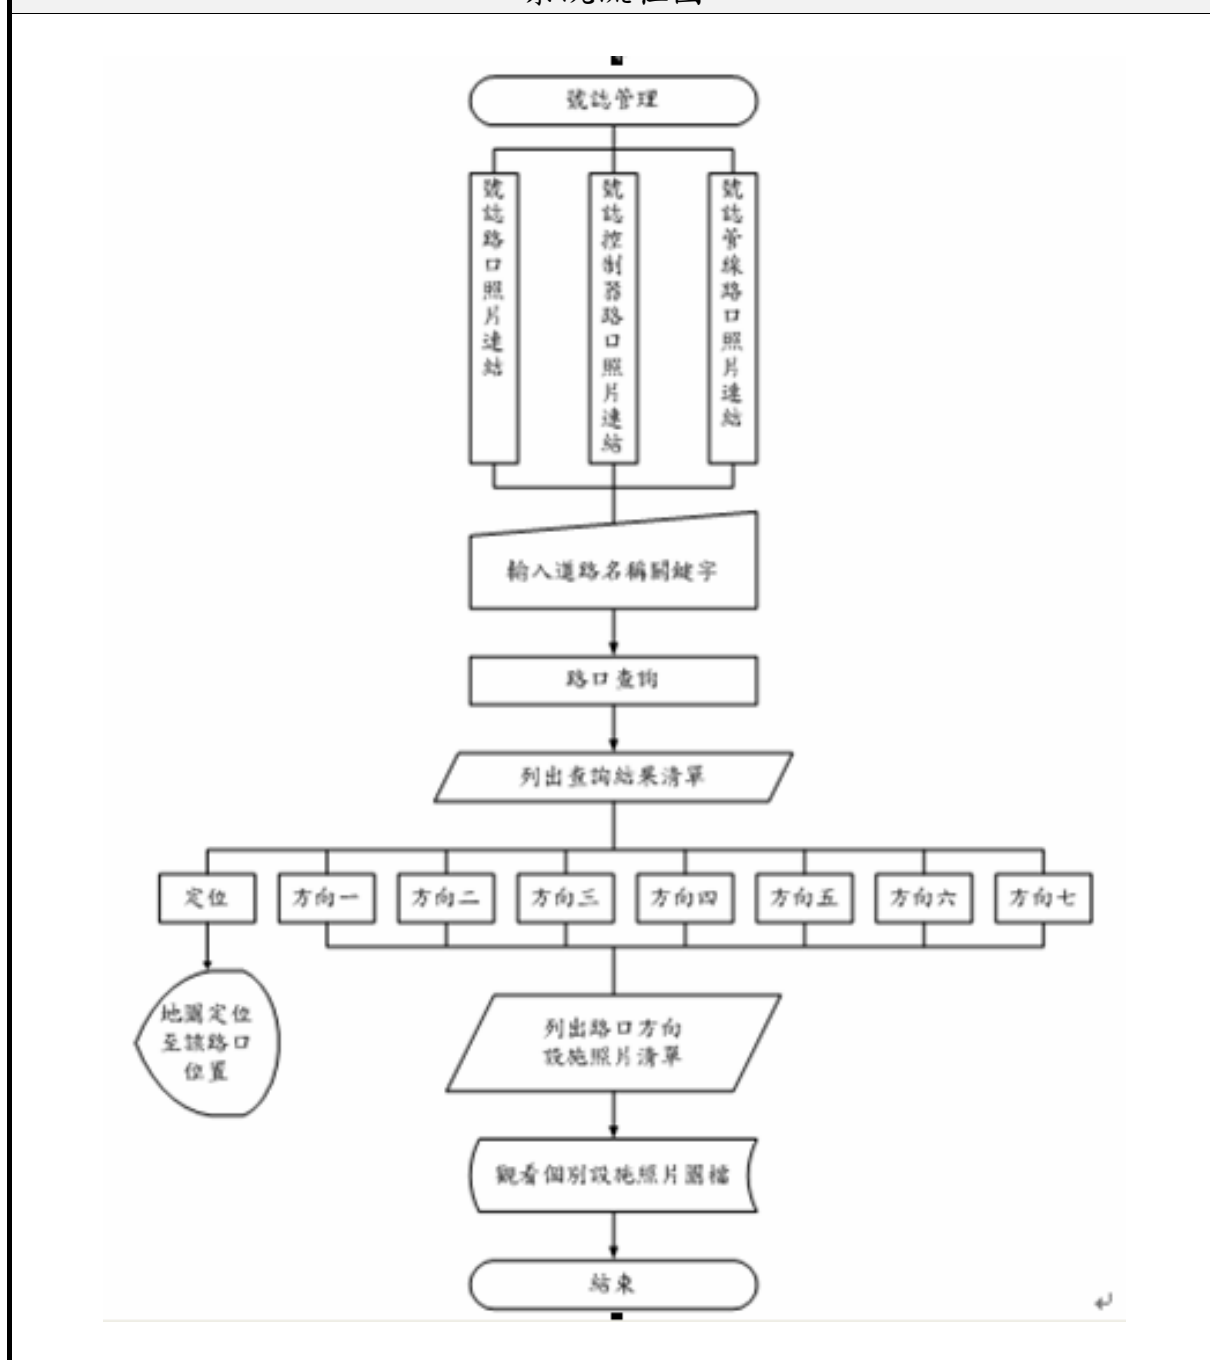 系統流程圖
號誌管理
號誌路口照片連結
號誌控制器路口照片連結
號誌管線路口照片連結
輸入道路名稱關鍵字
路口查詢
列出查詢結果清單
定位
方向一
方向二
方向三
方向四
方向五
方向六
方向七
地圖定位
至該路口
位置
列出路口方向
設施照片清單
觀看個別設施照片圖檔
結束